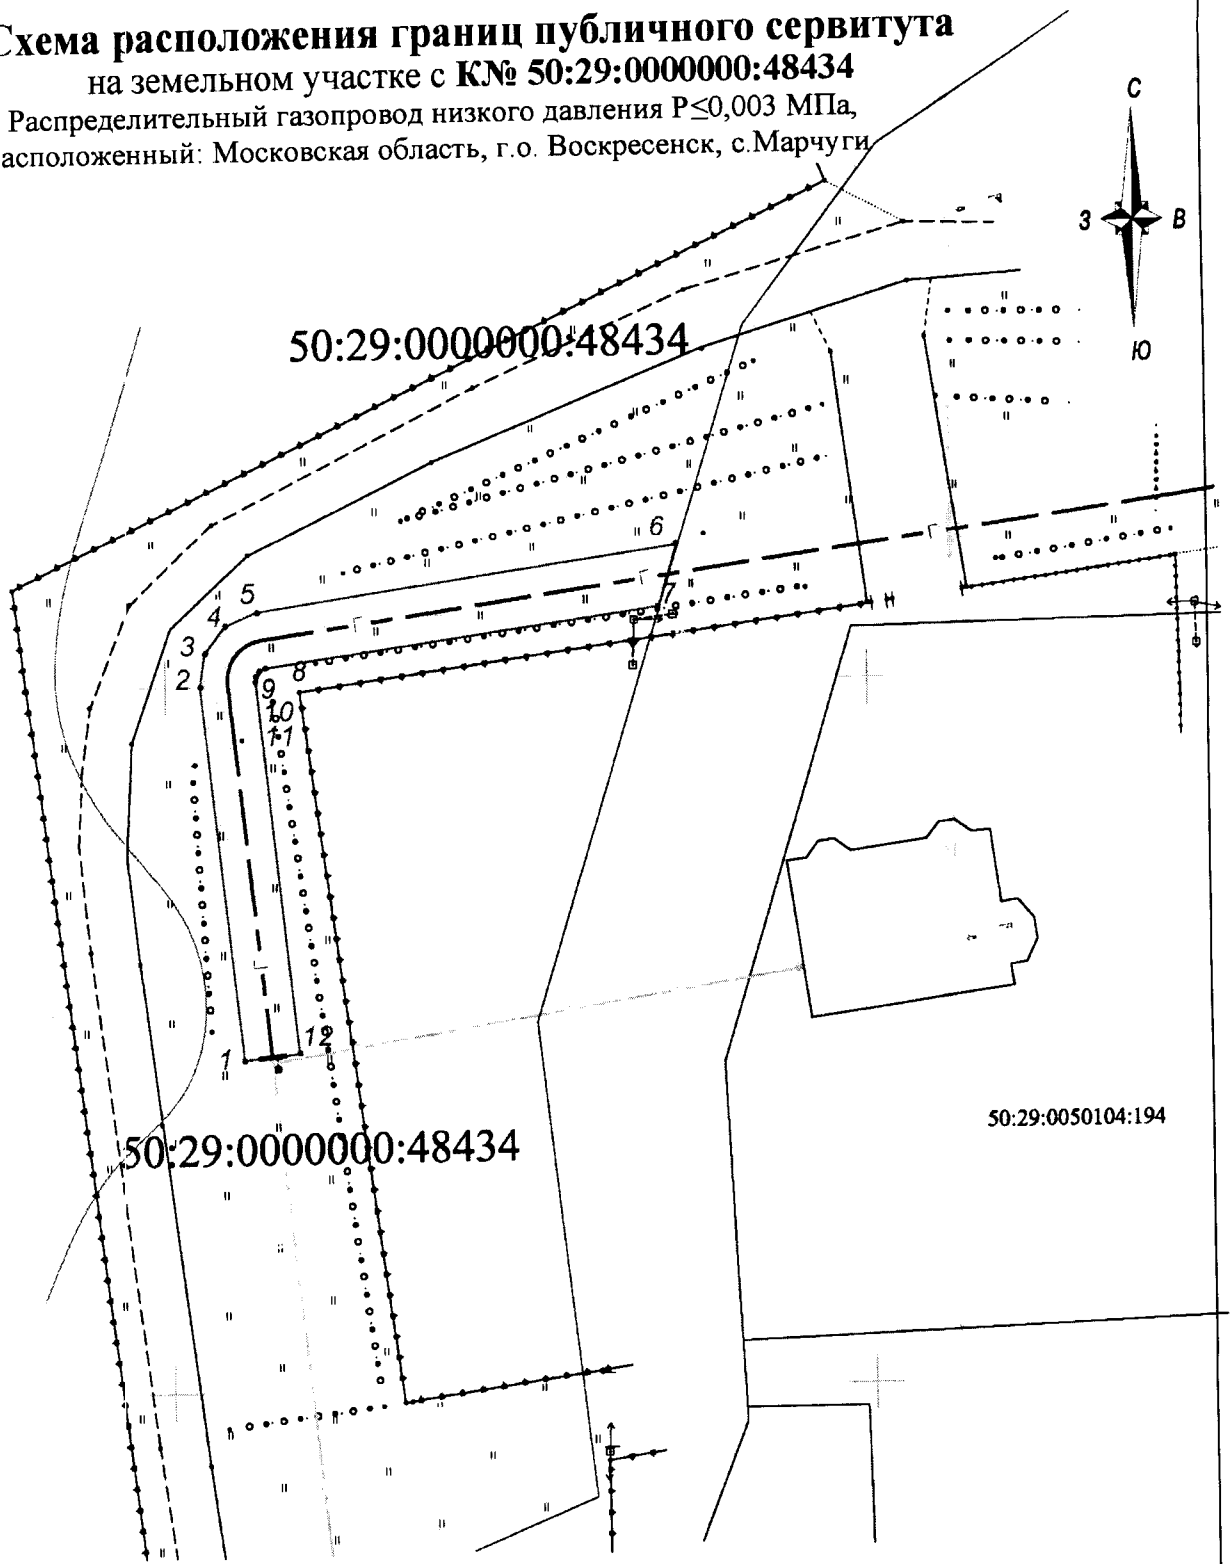 Схема расположения границ публичного сервитута
на земельном участке с К№ 50:29:0000000:48434
Распределительный газопровод низкого давления Р≤0,003 МПа,
асположенный: Московская область, г.о. Воскресенск, с.Марчуги
С
З В
Ю
50:29:0000000:48434
6
5
4
7
3
8
2
9
10
11
12
1
50:29:0050104:194
50:29:0000000:48434